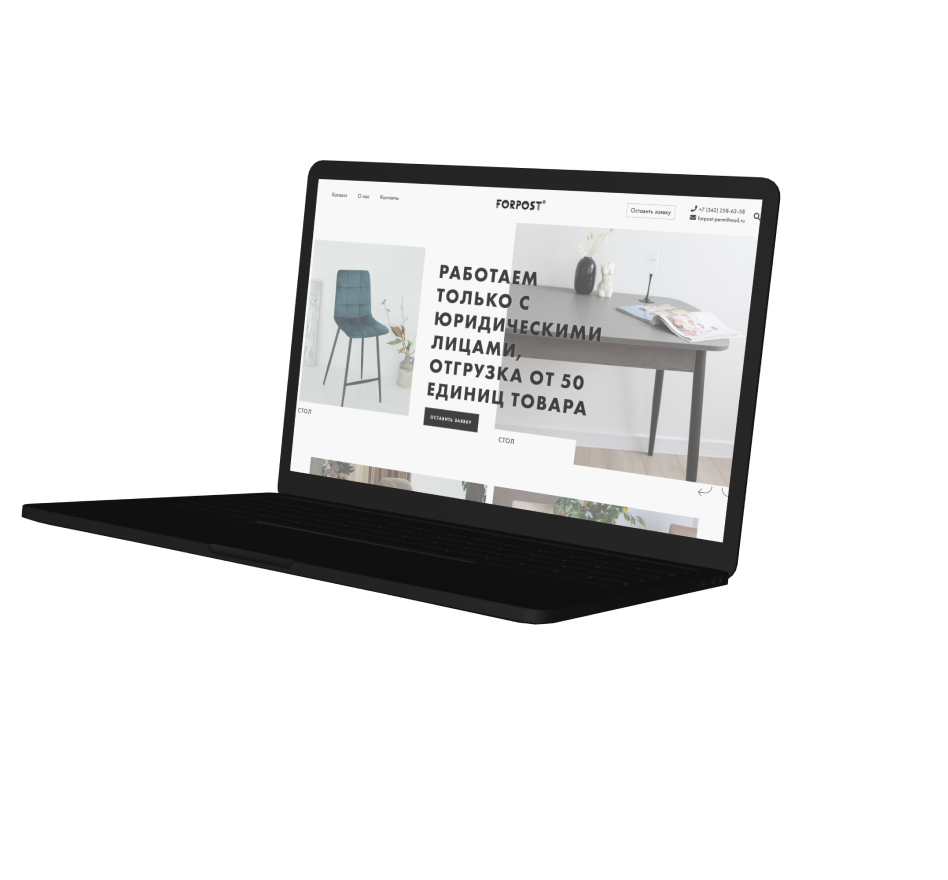 Каталог О нас Контакты
FORPOST®
Оставить заявку
+7 (342) 258-62-58
forpost-perm@mail.ru
РАБОТАЕМ
ТОЛЬКО С
ЮРИДИЧЕСКИМИ
ЛИЦАМИ,
ОТГРУЗКА ОТ 50
ЕДИНИЦ ТОВАРА
ОСТАВИТЬ ЗАЯВКУ
СТОЛ
СТОЛ